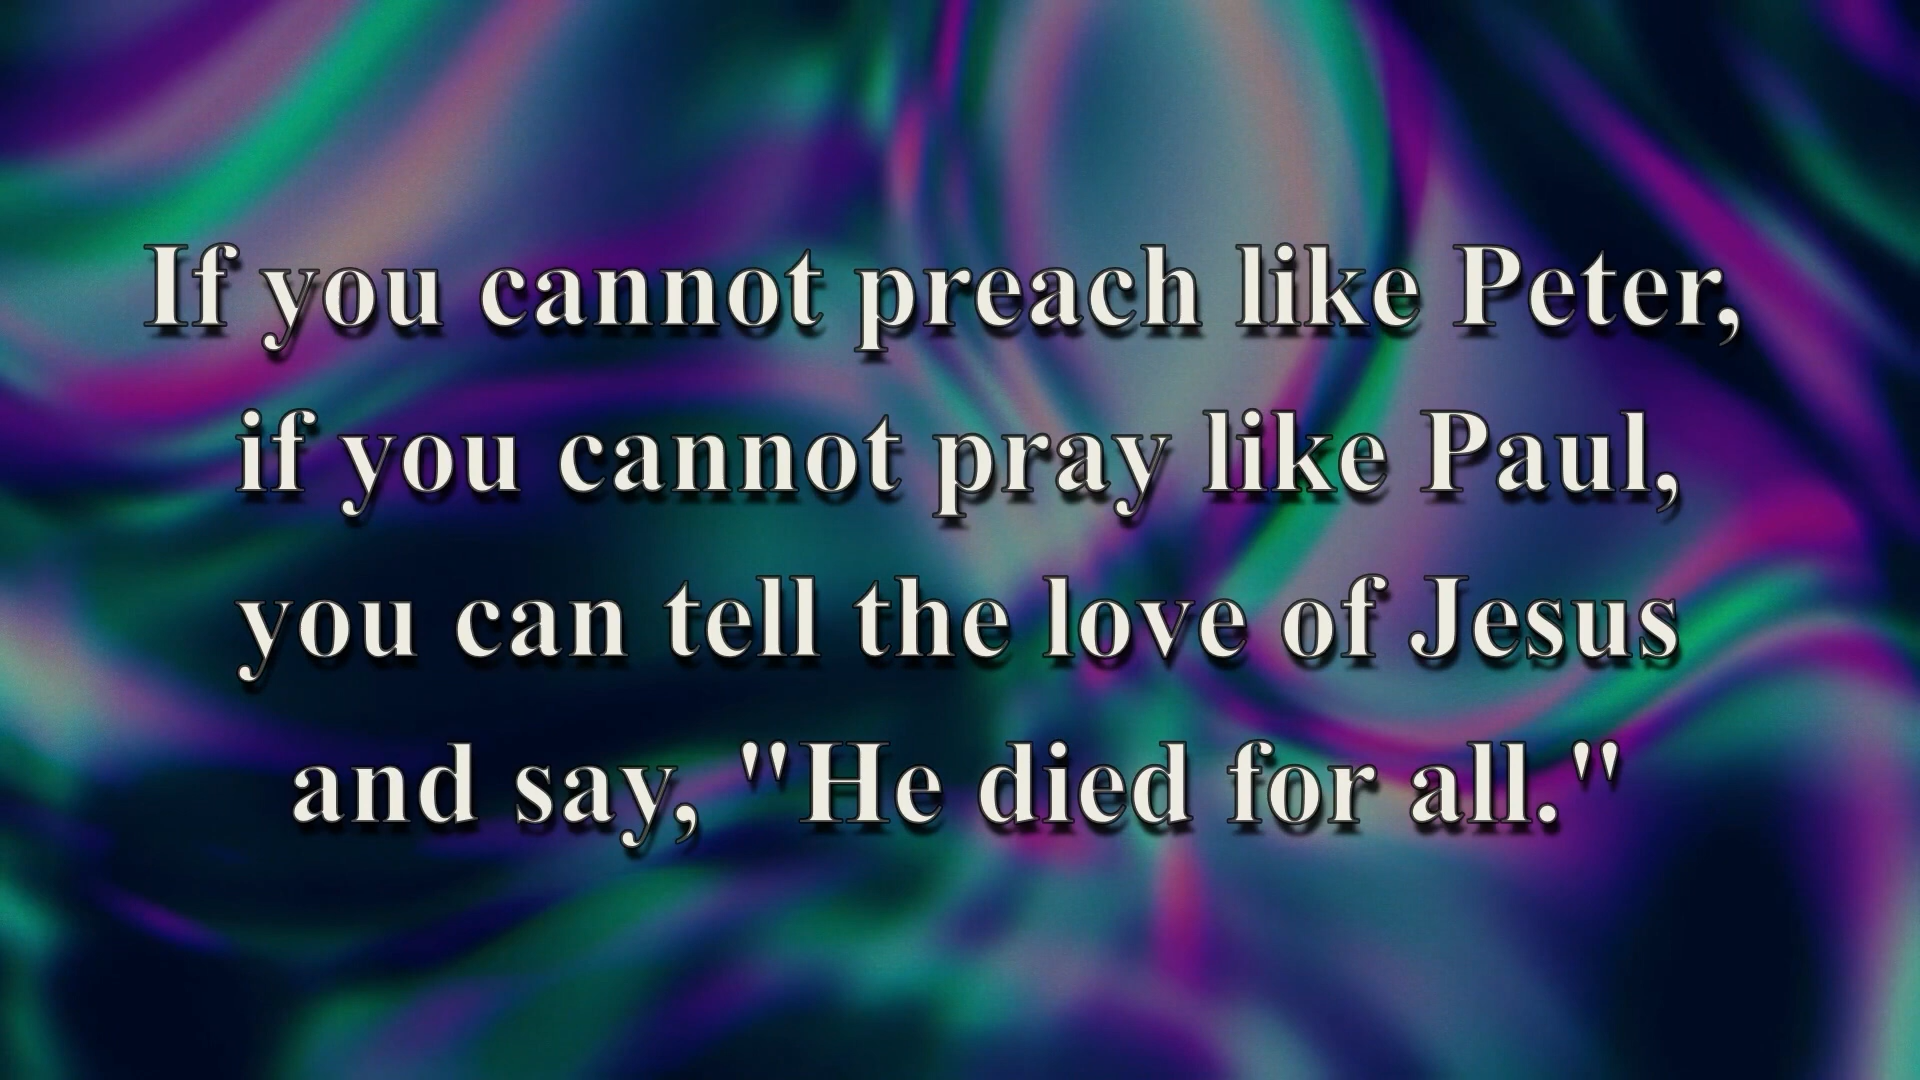 If you cannot preach like Peter,
if you cannot pray like Paul,
you can tell the love of Jesus
and say, "He died for all."